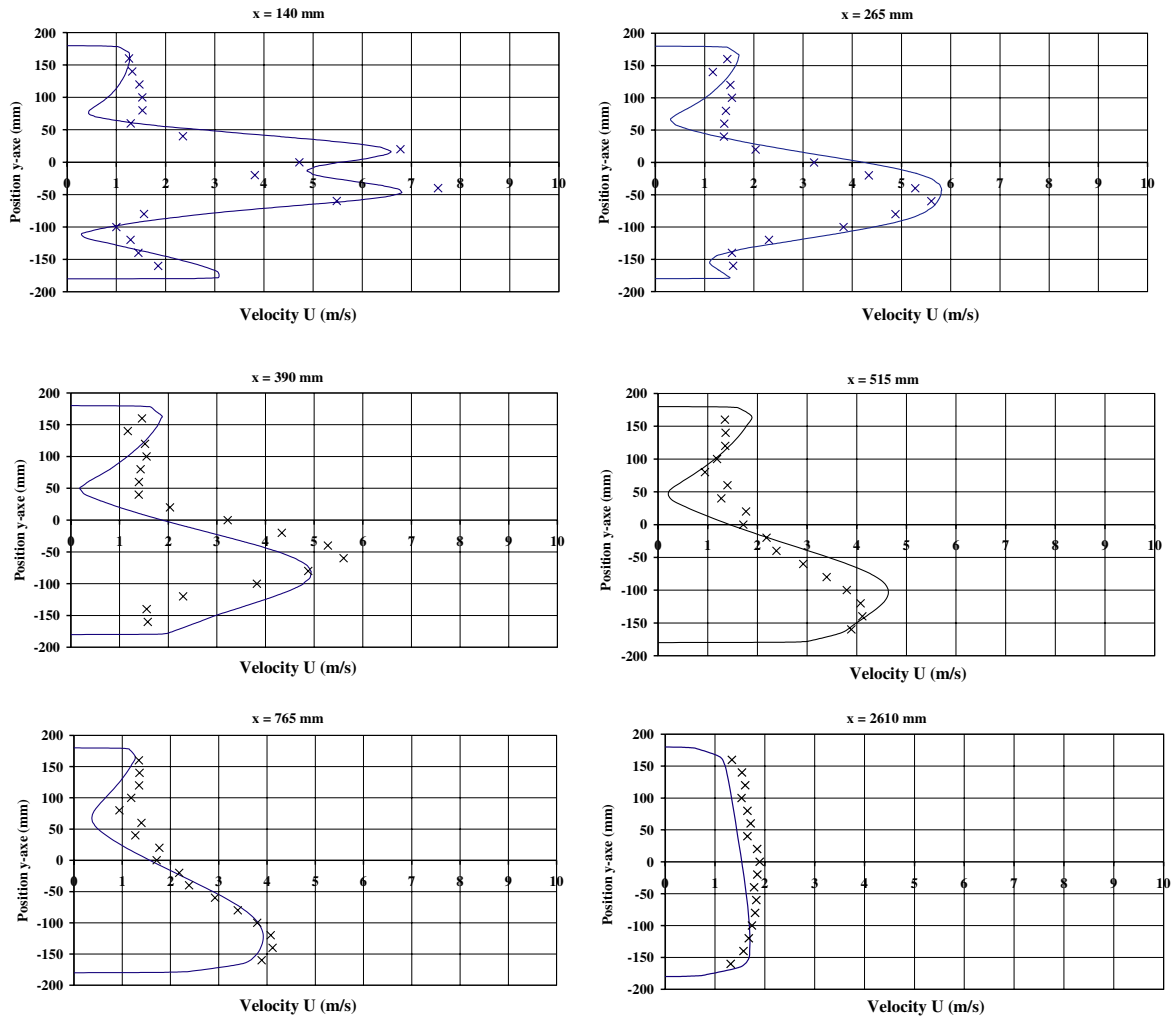 x = 140 mm
200
150
100
50
0
-50
-100
-150
-200
0 1 2 3 4 5 6 7 8 9 10
Position y-axe (mm)
Velocity U (m/s)
x = 265 mm
200
150
100
50
0
-50
-100
-150
-200
0 1 2 3 4 5 6 7 8 9 10
Position y-axe (mm)
Velocity U (m/s)
x = 390 mm
200
150
100
50
0
-50
-100
-150
-200
0 1 2 3 4 5 6 7 8 9 10
Position y-axe (mm)
Velocity U (m/s)
x = 515 mm
200
150
100
50
0
-50
-100
-150
-200
0 1 2 3 4 5 6 7 8 9 10
Position y-axe (mm)
Velocity U (m/s)
x = 765 mm
200
150
100
50
0
-50
-100
-150
-200
0 1 2 3 4 5 6 7 8 9 10
Position y-axe (mm)
Velocity U (m/s)
x = 2610 mm
200
150
100
50
0
-50
-100
-150
-200
0 1 2 3 4 5 6 7 8 9 10
Position y-axe (mm)
Velocity U (m/s)